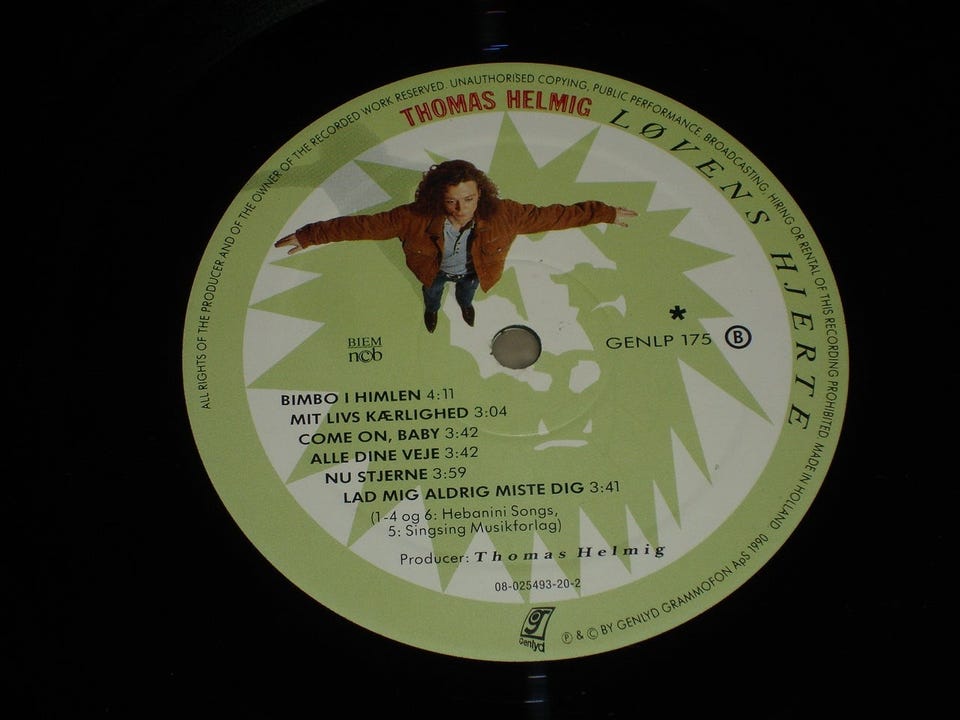 ALL RIGHTS OF THE PRODUCER AND OF THE OWNER OF THE RECORDED WORK RESERVED. UNAUTHORISED COPYING, PUBLIC PERFORMANCE, BROADCASTING, HIRING OR RENTAL OF THIS RECORDING PROHIBITED. MADE IN HOLLAND
THOMAS HELMIG
LØVENS HJERTE
*
GENLP 175 B
BIEM
ncb
BIMBO I HIMLEN 4:11
MIT LIVS KÆRLIGHED 3:04
COME ON, BABY 3:42
ALLE DINE VEJE 3:42
NU STJERNE 3:59
LAD MIG ALDRIG MISTE DIG 3:41
(1-4 og 6: Hebanini Songs,
5: Singsing Musikforlag)
Producer: Thomas Helmig
08-025493-20-2
Genlyd
Ⓟ & © BY GENLYD GRAMMOFON ApS 1990